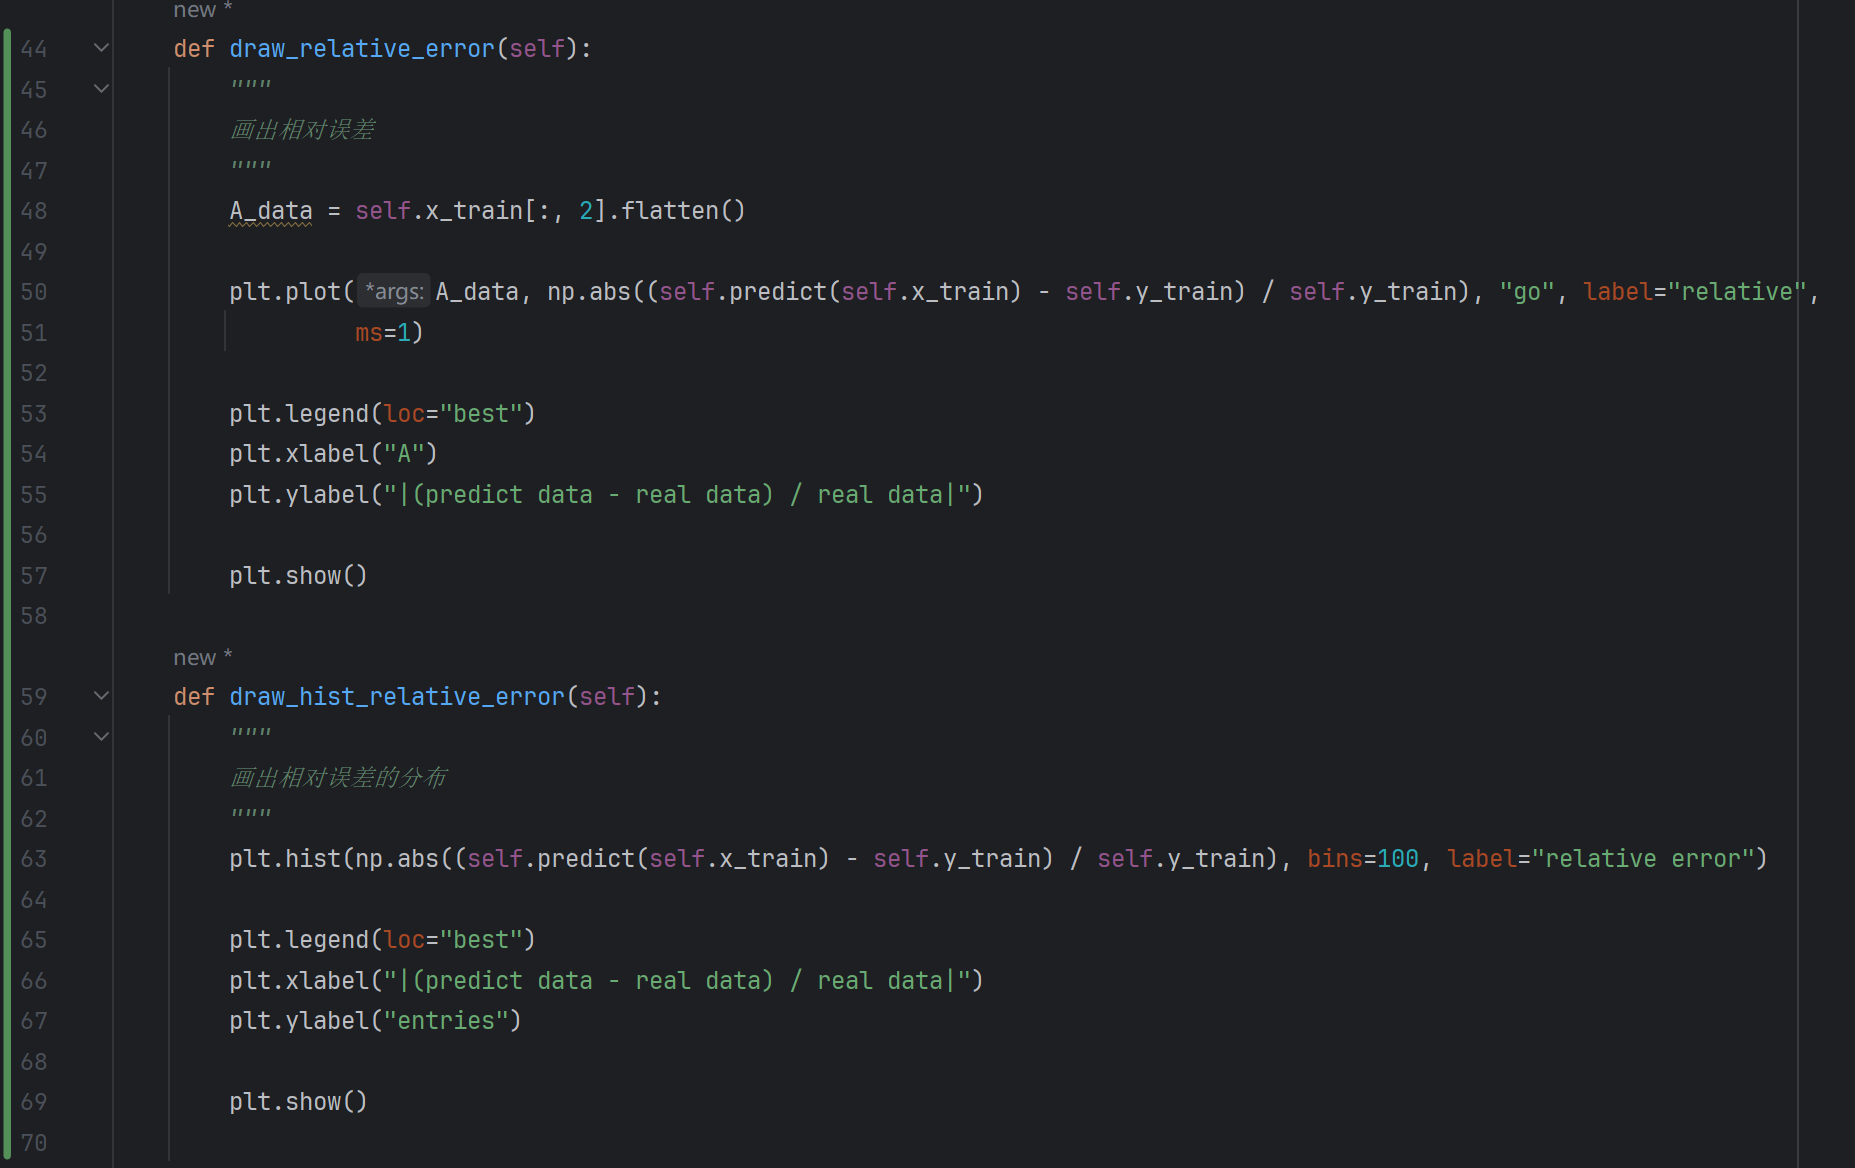 new *
44 def draw_relative_error(self):
45 """
46 画出相对误差
47 """
48 A_data = self.x_train[:, 2].flatten()
49
50 plt.plot(*args: A_data, np.abs((self.predict(self.x_train) - self.y_train) / self.y_train), "go", label="relative",
51 ms=1)
52
53 plt.legend(loc="best")
54 plt.xlabel("A")
55 plt.ylabel("|(predict data - real data) / real data|")
56
57 plt.show()
58
new *
59 def draw_hist_relative_error(self):
60 """
61 画出相对误差的分布
62 """
63 plt.hist(np.abs((self.predict(self.x_train) - self.y_train) / self.y_train), bins=100, label="relative error")
64
65 plt.legend(loc="best")
66 plt.xlabel("|(predict data - real data) / real data|")
67 plt.ylabel("entries")
68
69 plt.show()
70